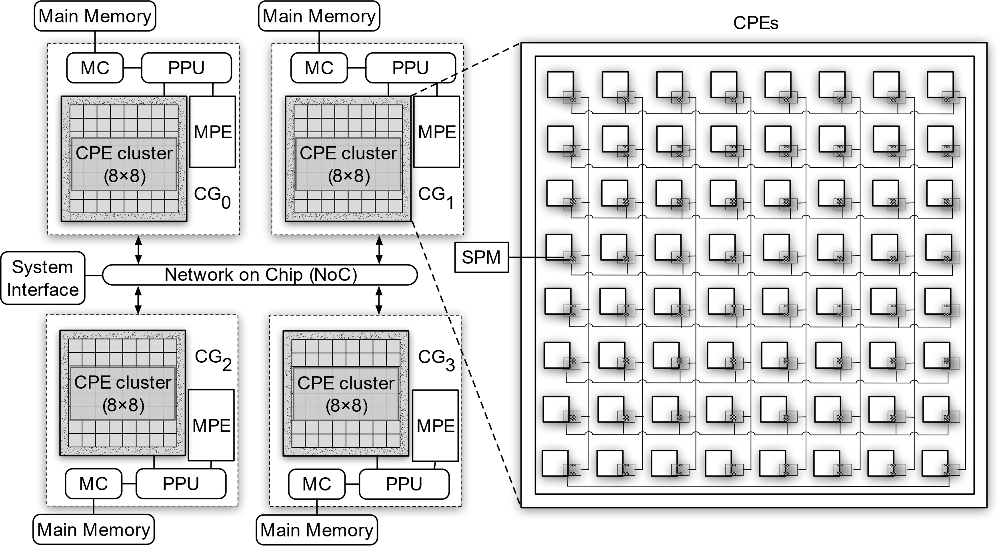 Main Memory
Main Memory
CPEs
MC
PPU
MC
PPU
MPE
MPE
CPE cluster
(8×8)
CPE cluster
(8×8)
CG0
CG1
SPM
System
Interface
Network on Chip (NoC)
CG2
CG3
CPE cluster
(8×8)
CPE cluster
(8×8)
MPE
MPE
MC
PPU
MC
PPU
Main Memory
Main Memory